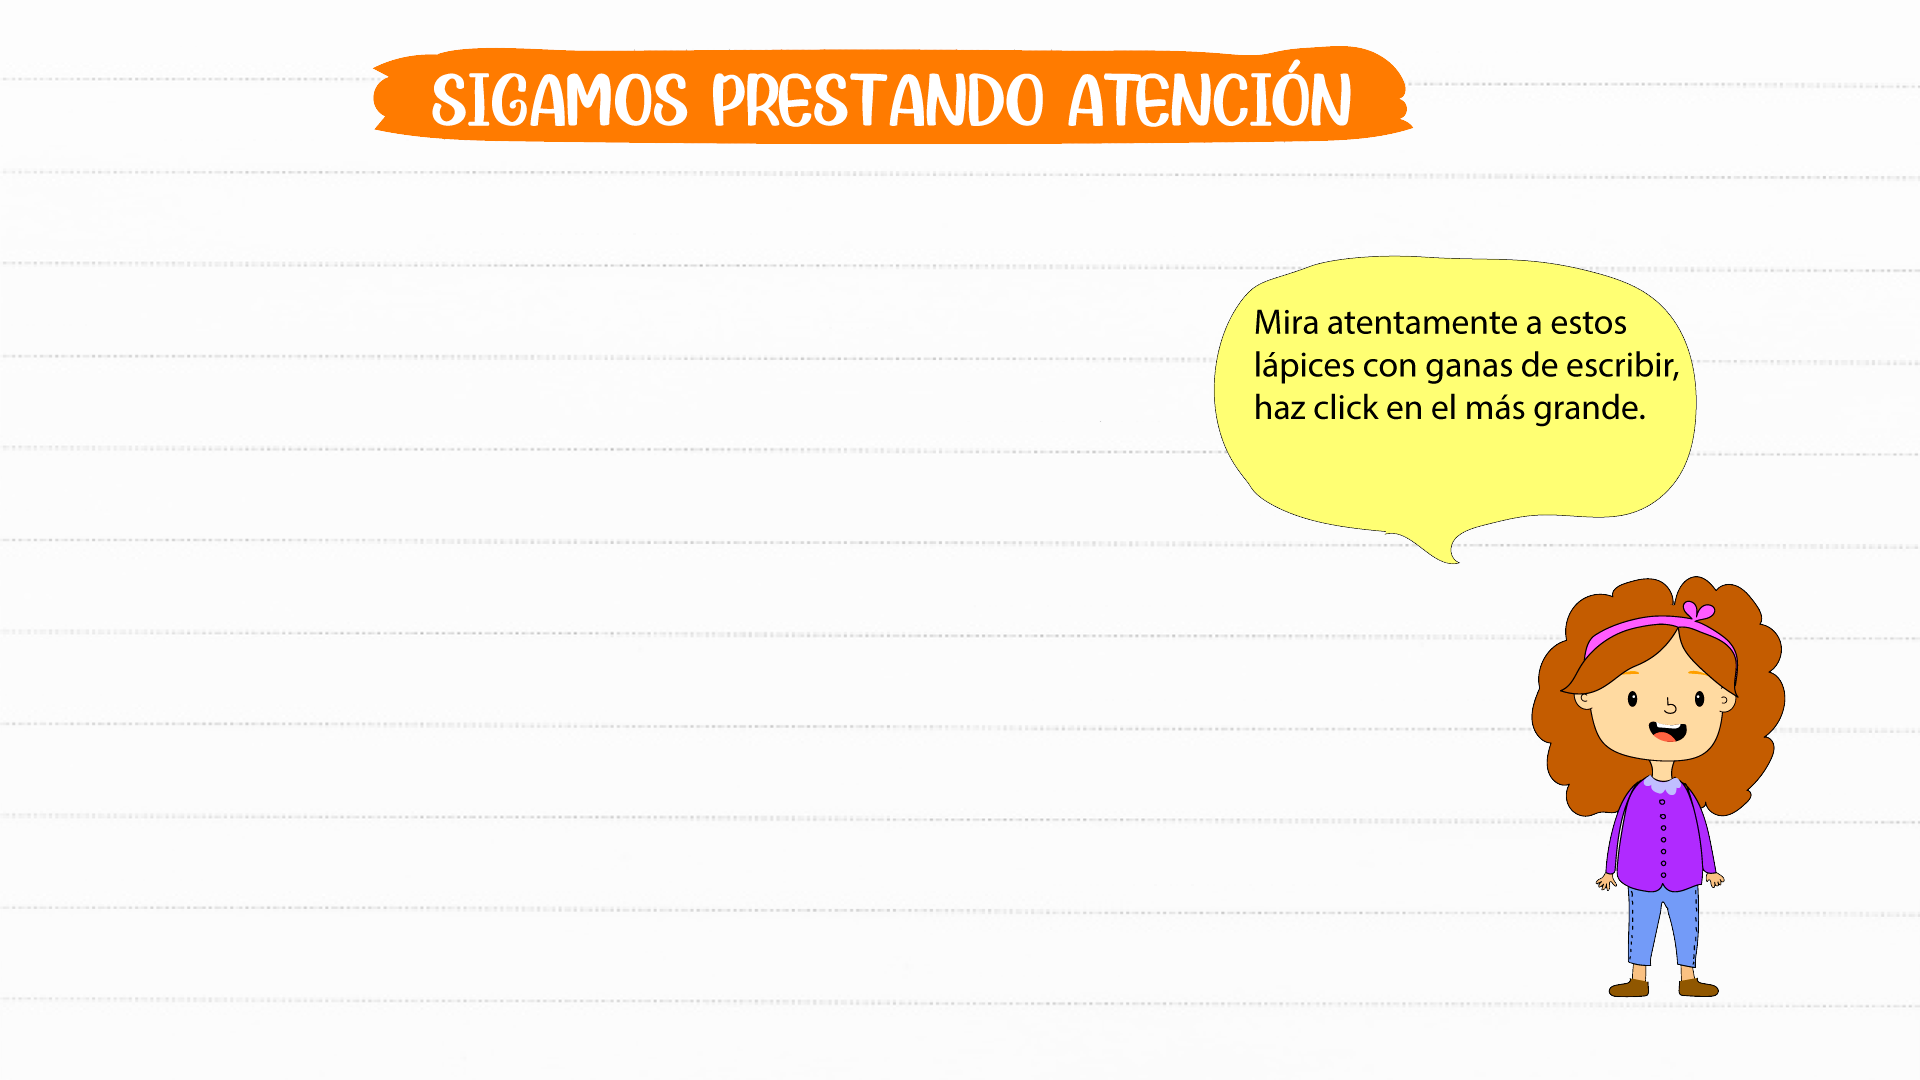 SIGAMOS PRESTANDO ATENCIÓN
Mira atentamente a estos
lápices con ganas de escribir,
haz click en el más grande.